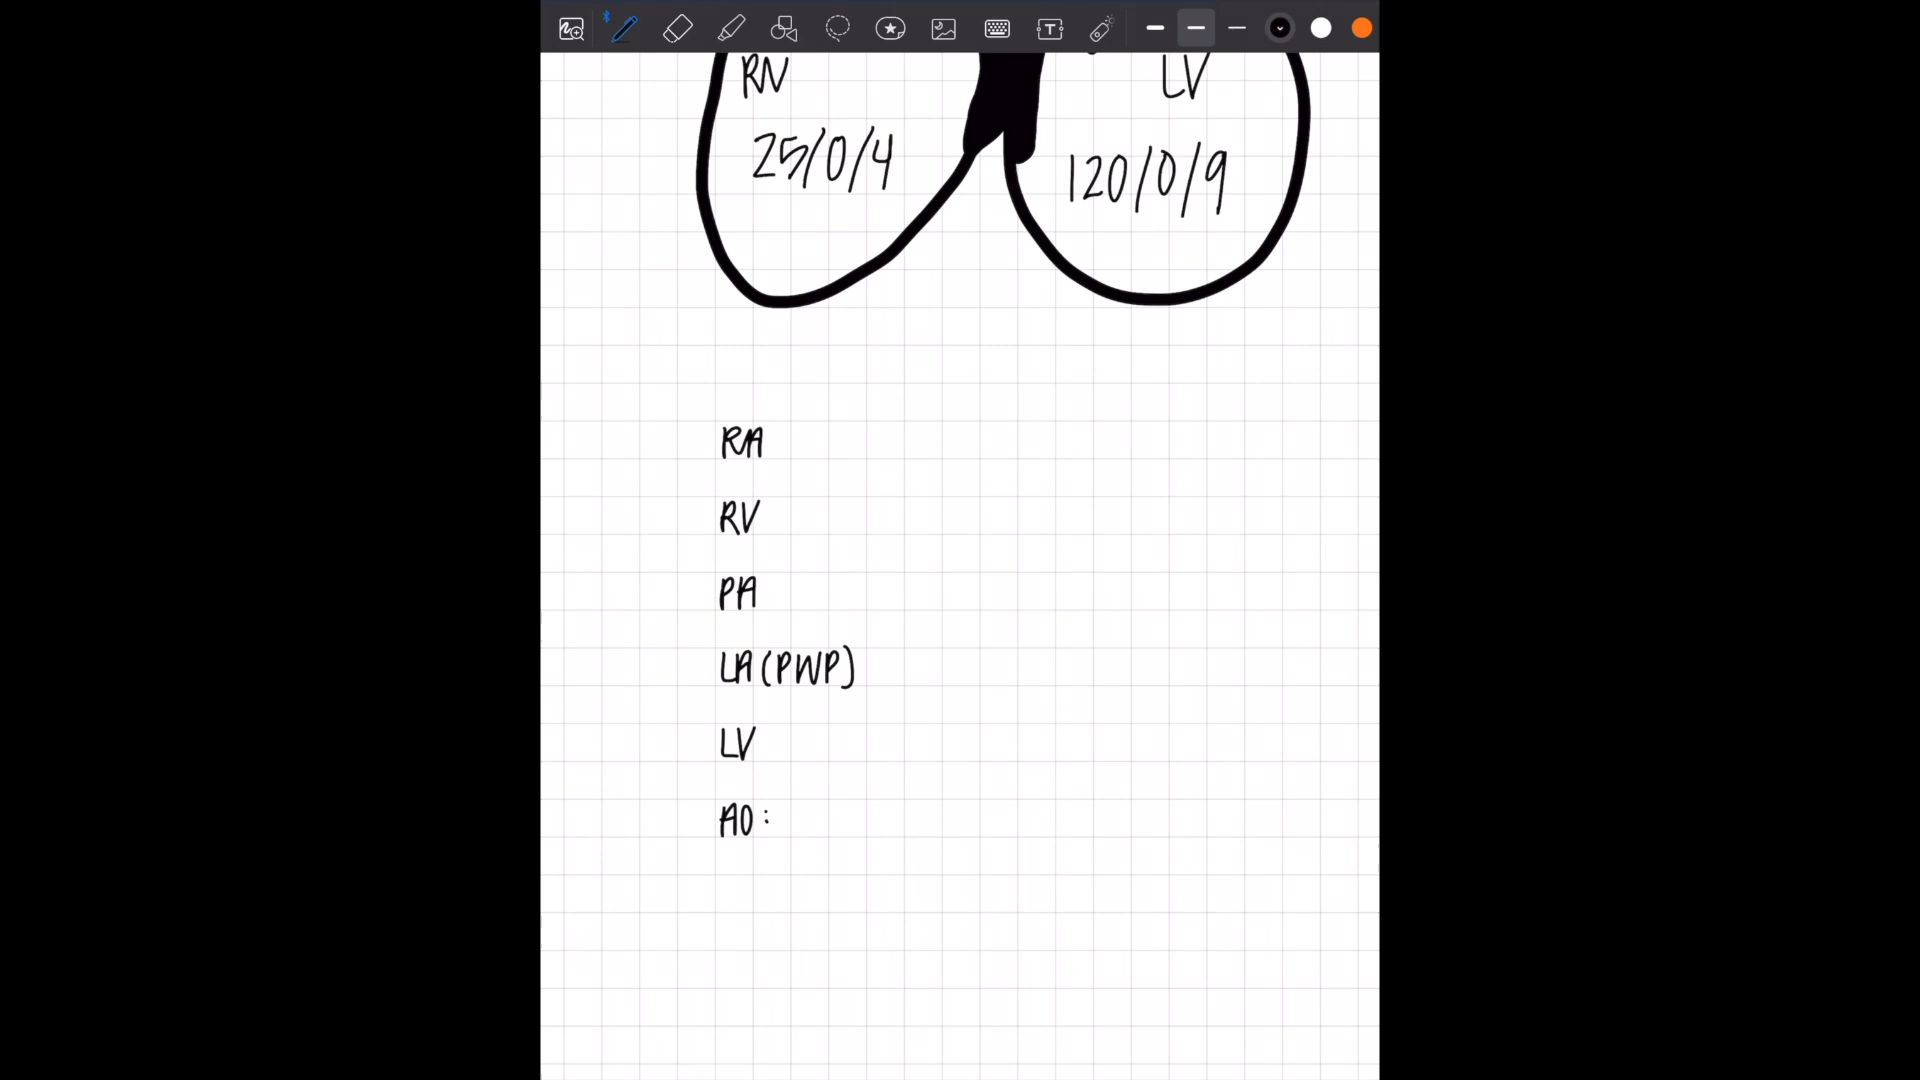 RV
LV
25/0/4
120/0/9
RA
RV
PA
LA (PWP)
LV
AO: